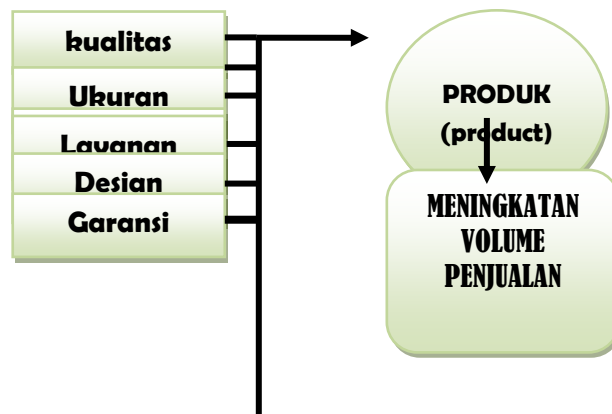 kualitas
Ukuran
Layanan
Desian
Garansi
PRODUK
(product)
MENINGKATAN
VOLUME
PENJUALAN